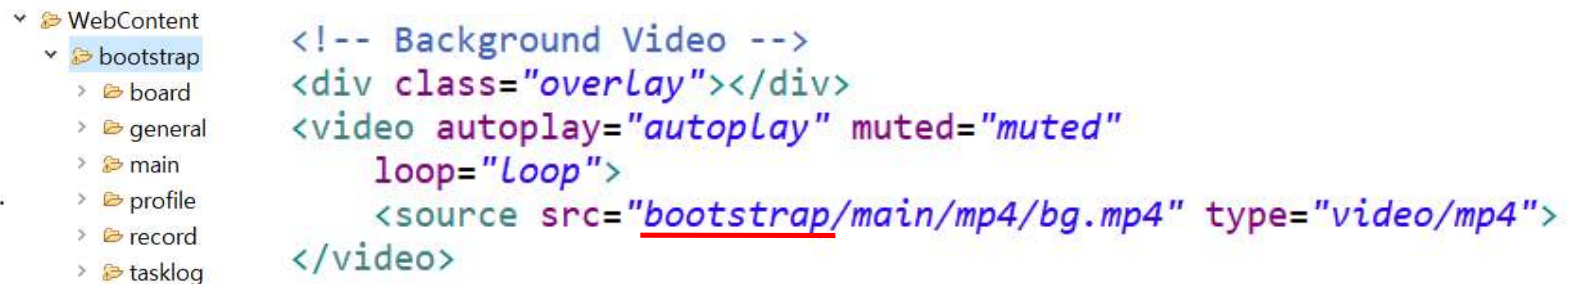 WebContent
bootstrap
board
general
main
profile
record
tasklog
<!-- Background Video -->
<div class="overlay"></div>
<video autoplay="autoplay" muted="muted"
loop="loop">
<source src="bootstrap/main/mp4/bg.mp4" type="video/mp4">
</video>